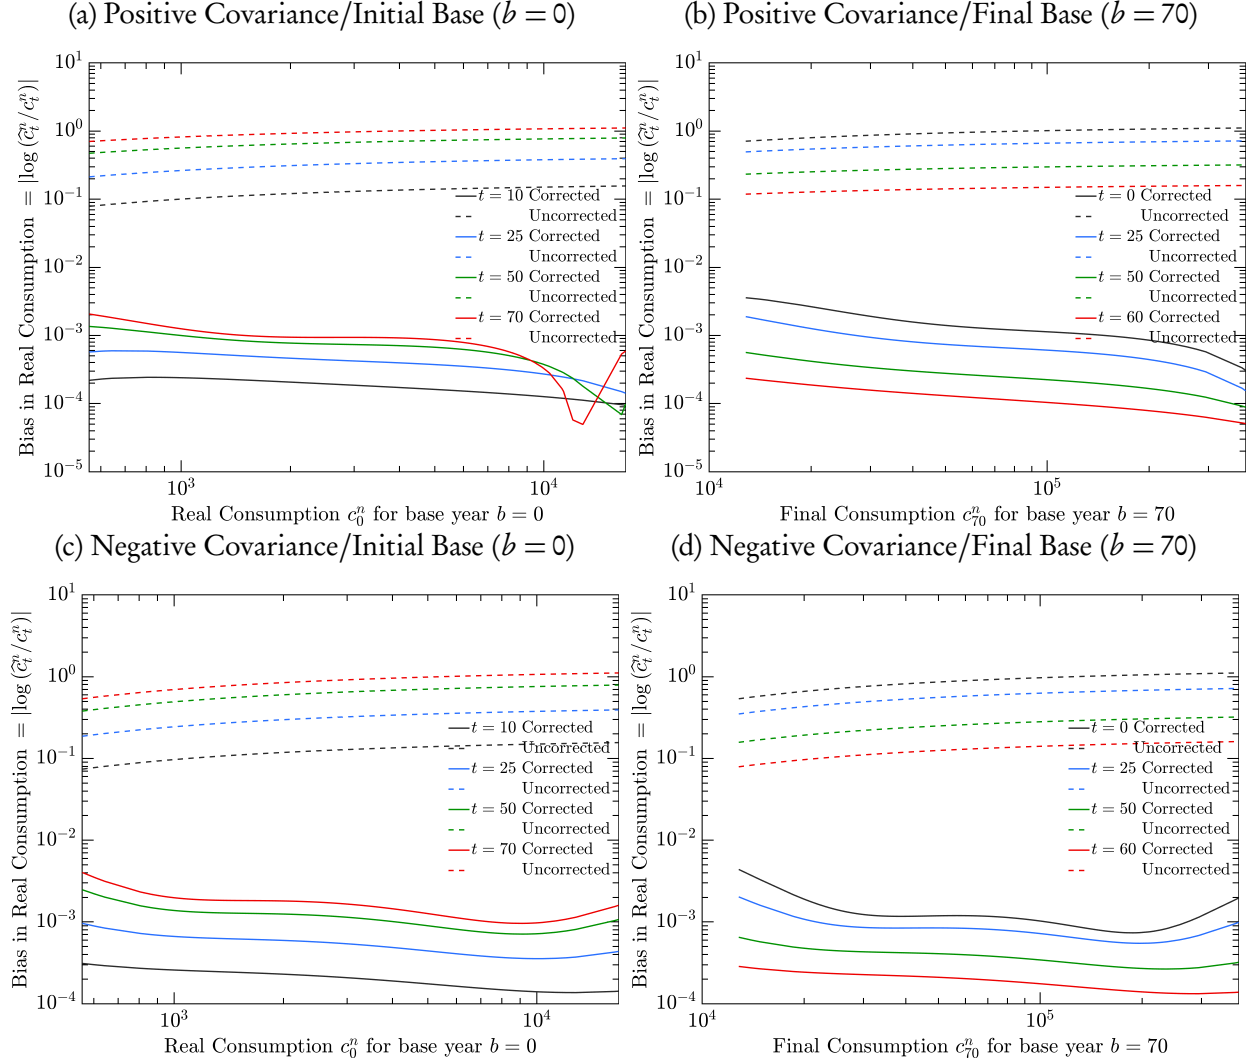 (a) Positive Covariance/Initial Base (b = 0)
10^1
10^0
10^-1
10^-2
10^-3
10^-4
10^-5
Bias in Real Consumption = |log (ĉ_t^n/c_t^n)|
t = 10 Corrected
Uncorrected
t = 25 Corrected
Uncorrected
t = 50 Corrected
Uncorrected
t = 70 Corrected
Uncorrected
10^3
10^4
Real Consumption c_0^n for base year b = 0
(b) Positive Covariance/Final Base (b = 70)
10^1
10^0
10^-1
10^-2
10^-3
10^-4
10^-5
Bias in Real Consumption = |log (ĉ_t^n/c_t^n)|
t = 0 Corrected
Uncorrected
t = 25 Corrected
Uncorrected
t = 50 Corrected
Uncorrected
t = 60 Corrected
Uncorrected
10^4
10^5
Final Consumption c_70^n for base year b = 70
(c) Negative Covariance/Initial Base (b = 0)
10^1
10^0
10^-1
10^-2
10^-3
10^-4
Bias in Real Consumption = |log (ĉ_t^n/c_t^n)|
t = 10 Corrected
Uncorrected
t = 25 Corrected
Uncorrected
t = 50 Corrected
Uncorrected
t = 70 Corrected
Uncorrected
10^3
10^4
Real Consumption c_0^n for base year b = 0
(d) Negative Covariance/Final Base (b = 70)
10^1
10^0
10^-1
10^-2
10^-3
10^-4
Bias in Real Consumption = |log (ĉ_t^n/c_t^n)|
t = 0 Corrected
Uncorrected
t = 25 Corrected
Uncorrected
t = 50 Corrected
Uncorrected
t = 60 Corrected
Uncorrected
10^4
10^5
Final Consumption c_70^n for base year b = 70